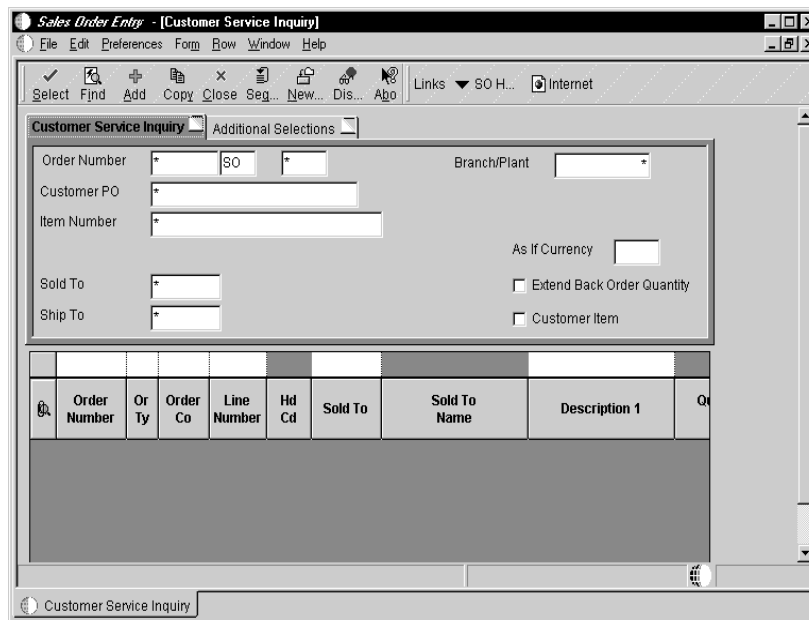 Sales Order Entry - [Customer Service Inquiry]
File Edit Preferences Form Row Window Help
Select Find Add Copy Close Seq... New... Dis... Abo Links SO H... Internet
Customer Service Inquiry Additional Selections
Order Number * SO * Branch/Plant *
Customer PO *
Item Number *
As If Currency
Sold To * Extend Back Order Quantity
Ship To * Customer Item
Order Number Or Ty Order Co Line Number Hd Cd Sold To Sold To Name Description 1
Customer Service Inquiry